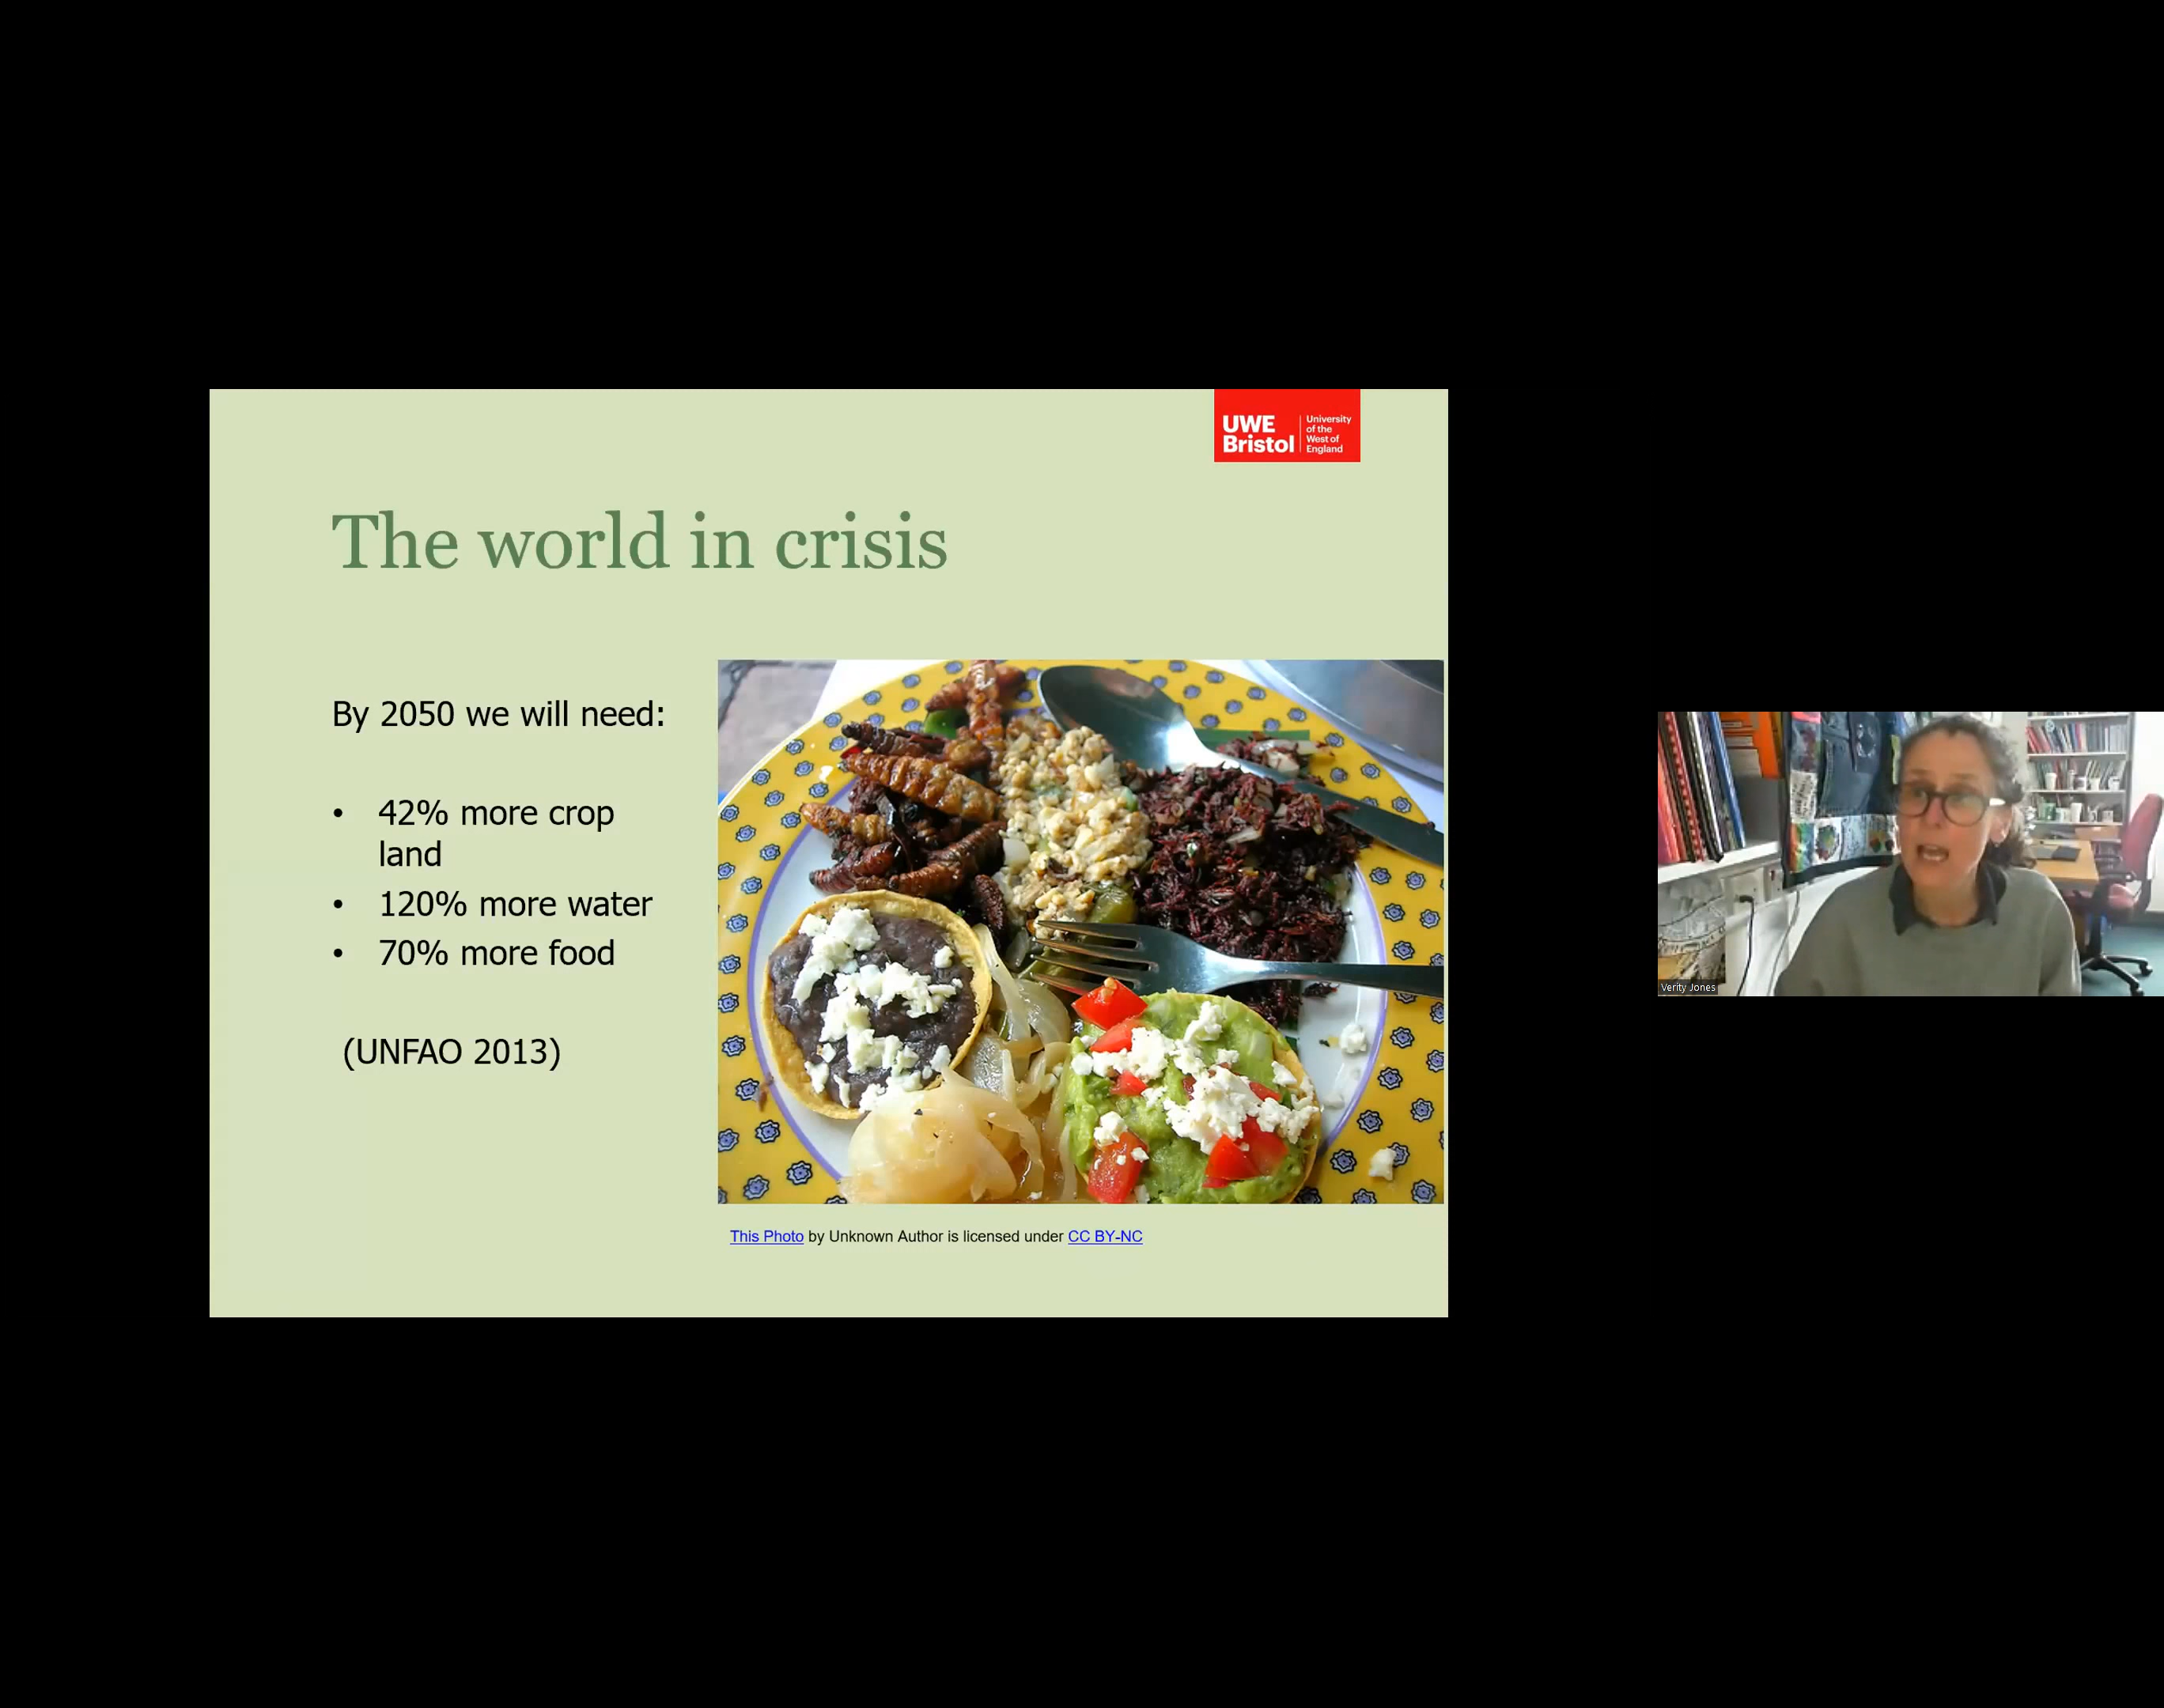 UWE
Bristol
University
of the
West of
England
The world in crisis
By 2050 we will need:
• 42% more crop
land
• 120% more water
• 70% more food
(UNFAO 2013)
This Photo by Unknown Author is licensed under CC BY-NC
Verity Jones